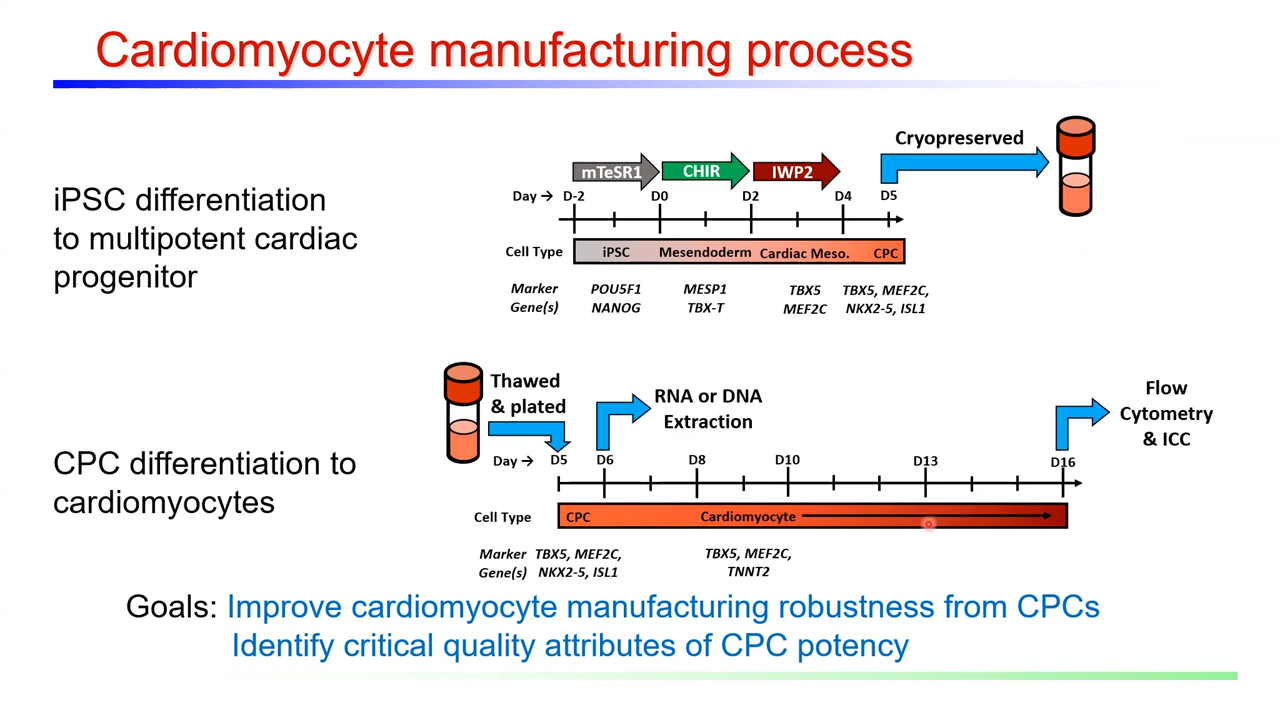 Cardiomyocyte manufacturing process
iPSC differentiation
to multipotent cardiac
progenitor
Cryopreserved
mTeSR1 CHIR IWP2
Day → D-2 D0 D2 D4 D5
Cell Type iPSC Mesendoderm Cardiac Meso. CPC
Marker POU5F1 MESP1 TBX5 TBX5, MEF2C,
Gene(s) NANOG TBX-T MEF2C NKX2-5, ISL1
CPC differentiation to
cardiomyocytes
Thawed
& plated
RNA or DNA
Extraction
Flow
Cytometry
& ICC
Day → D5 D6 D8 D10 D13 D16
Cell Type CPC Cardiomyocyte
Marker TBX5, MEF2C, TBX5, MEF2C,
Gene(s) NKX2-5, ISL1 TNNT2
Goals: Improve cardiomyocyte manufacturing robustness from CPCs
Identify critical quality attributes of CPC potency